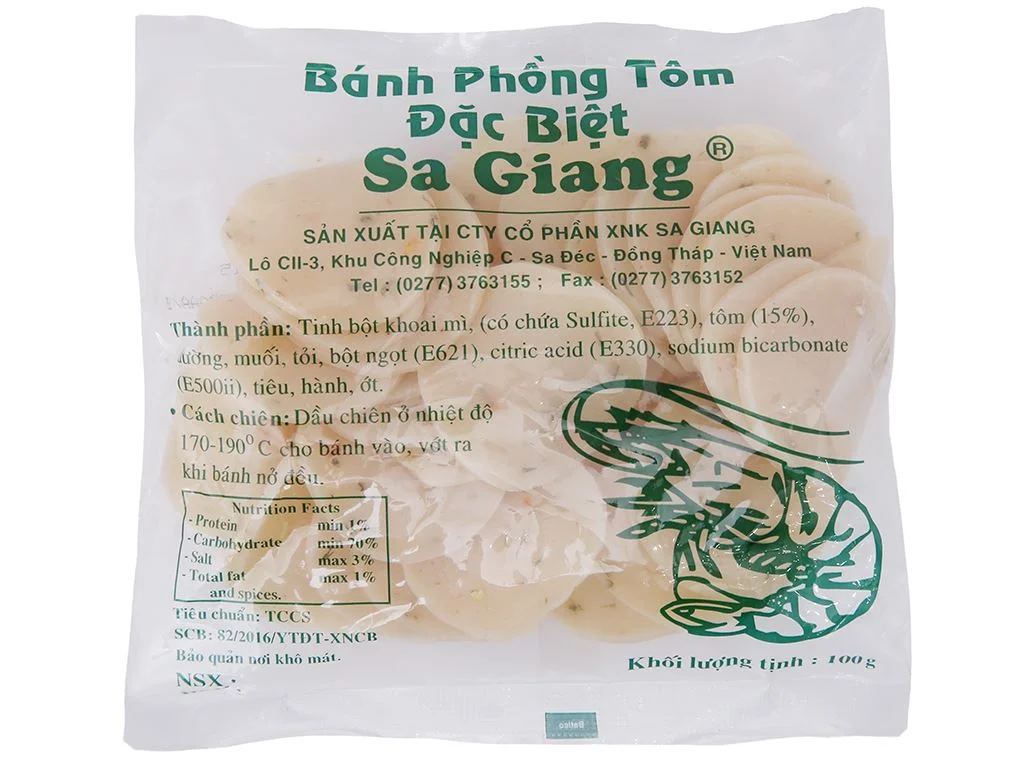 Bánh Phồng Tôm
Đặc Biệt
Sa Giang ®
SẢN XUẤT TẠI CTY CỔ PHẦN XNK SA GIANG
Lô CII-3, Khu Công Nghiệp C - Sa Đéc - Đồng Tháp - Việt Nam
Tel : (0277) 3763155 ; Fax : (0277) 3763152
Thành phần: Tinh bột khoai mì, (có chứa Sulfite, E223), tôm (15%),
đường, muối, tỏi, bột ngọt (E621), citric acid (E330), sodium bicarbonate
(E500ii), tiêu, hành, ớt.
• Cách chiên: Dầu chiên ở nhiệt độ
170-190⁰ C cho bánh vào, vớt ra
khi bánh nở đều.
Nutrition Facts
- Protein min 1%
- Carbohydrate min 70%
- Salt max 3%
- Total fat max 1%
and spices.
Tiêu chuẩn: TCCS
SCB: 82/2016/YTĐT-XNCB
Bảo quản nơi khô mát.
Khối lượng tịnh : 100 g
NSX :